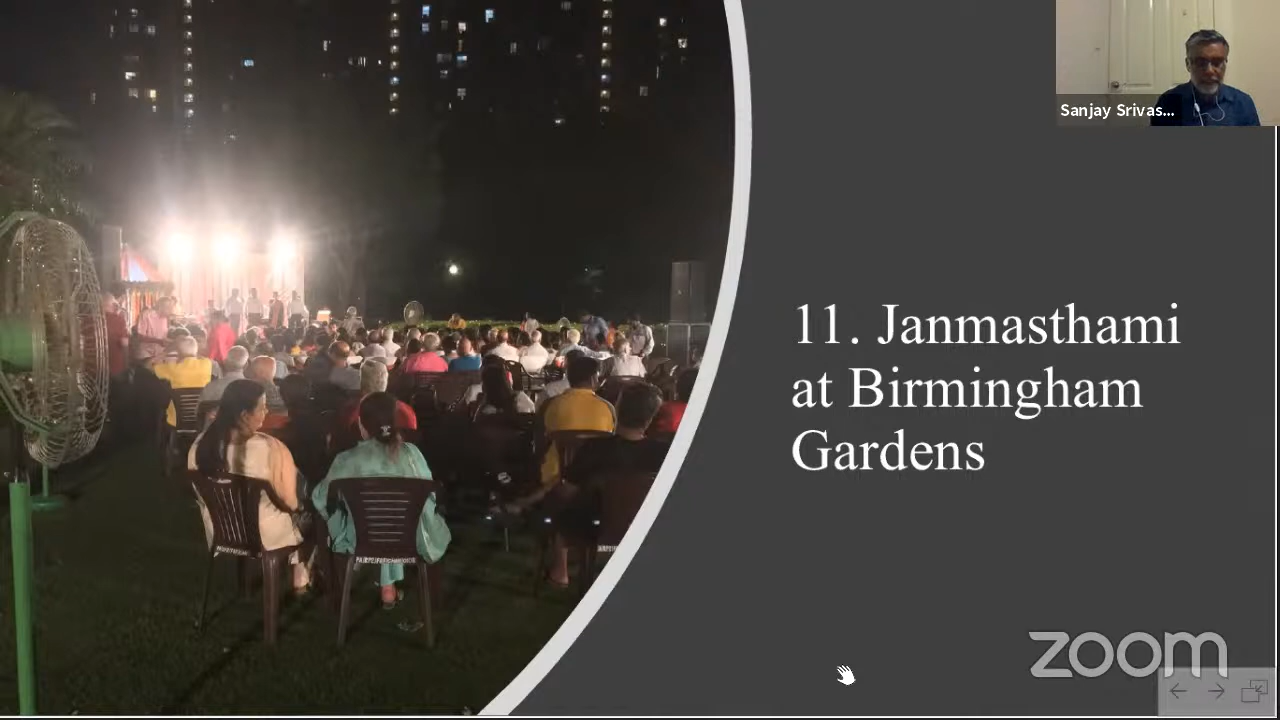 Sanjay Srivas...
11. Janmasthami
at Birmingham
Gardens
zoom